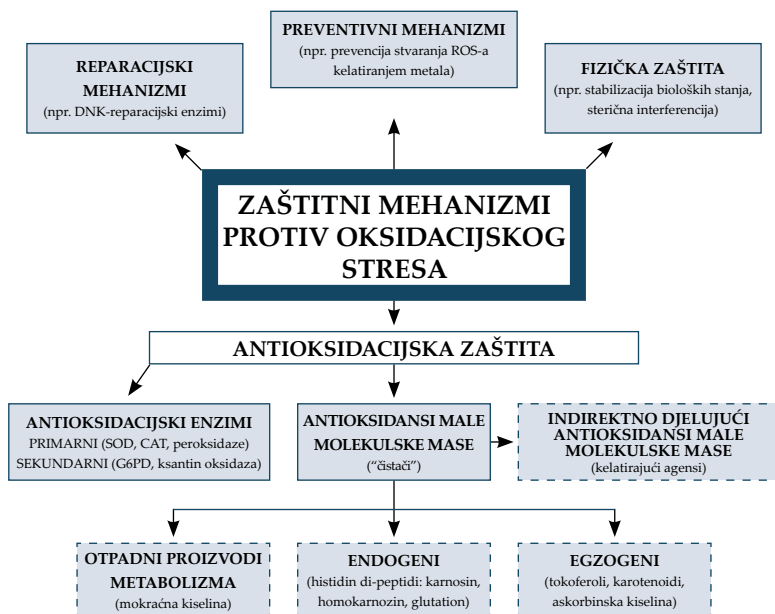 PREVENTIVNI MEHANIZMI
(npr. prevencija stvaranja ROS-a
kelatiranjem metala)
REPARACIJSKI
MEHANIZMI
(npr. DNK-reparacijski enzimi)
FIZIČKA ZAŠTITA
(npr. stabilizacija bioloških stanja,
sterična interferencija)
ZAŠTITNI MEHANIZMI
PROTIV OKSIDACIJSKOG
STRESA
ANTIOKSIDACIJSKA ZAŠTITA
ANTIOKSIDACIJSKI ENZIMI
PRIMARNI (SOD, CAT, peroksidaze)
SEKUNDARNI (G6PD, ksantin oksidaza)
ANTIOKSIDANSI MALE
MOLEKULSKE MASE
(“čistači”)
INDIREKTNO DJELUJUĆI
ANTIOKSIDANSI MALE
MOLEKULSKE MASE
(kelatirajući agensi)
OTPADNI PROIZVODI
METABOLIZMA
(mokraćna kiselina)
ENDOGENI
(histidin di-peptidi: karnosin,
homokarnozin, glutation)
EGZOGENI
(tokoferoli, karotenoidi,
askorbinska kiselina)